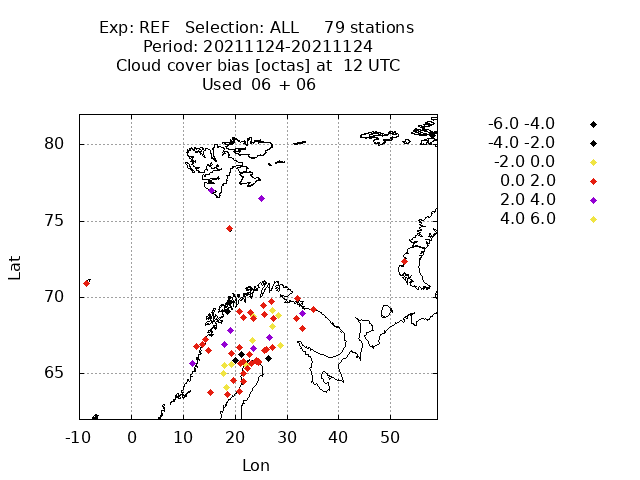 Exp: REF Selection: ALL 79 stations
Period: 20211124-20211124
Cloud cover bias [octas] at 12 UTC
Used 06 + 06
-6.0 -4.0
-4.0 -2.0
-2.0 0.0
0.0 2.0
2.0 4.0
4.0 6.0
80
75
70
65
Lat
-10 0 10 20 30 40 50
Lon